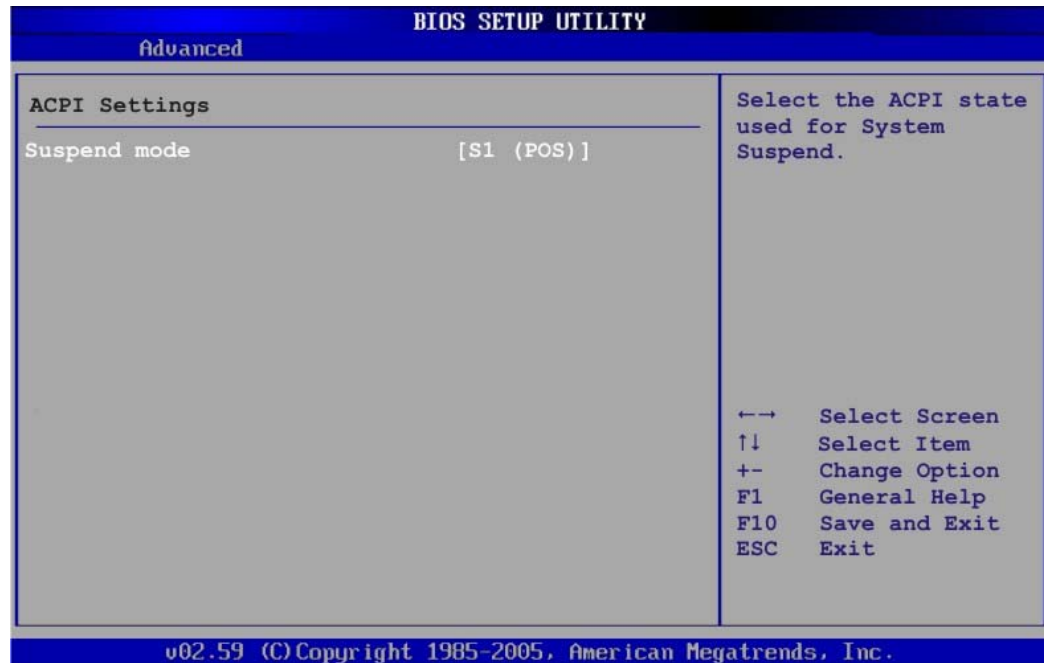 BIOS SETUP UTILITY
Advanced
ACPI Settings
Suspend mode [S1 (POS)]
Select the ACPI state
used for System
Suspend.
←→ Select Screen
↑↓ Select Item
+- Change Option
F1 General Help
F10 Save and Exit
ESC Exit
v02.59 (C)Copyright 1985-2005, American Megatrends, Inc.